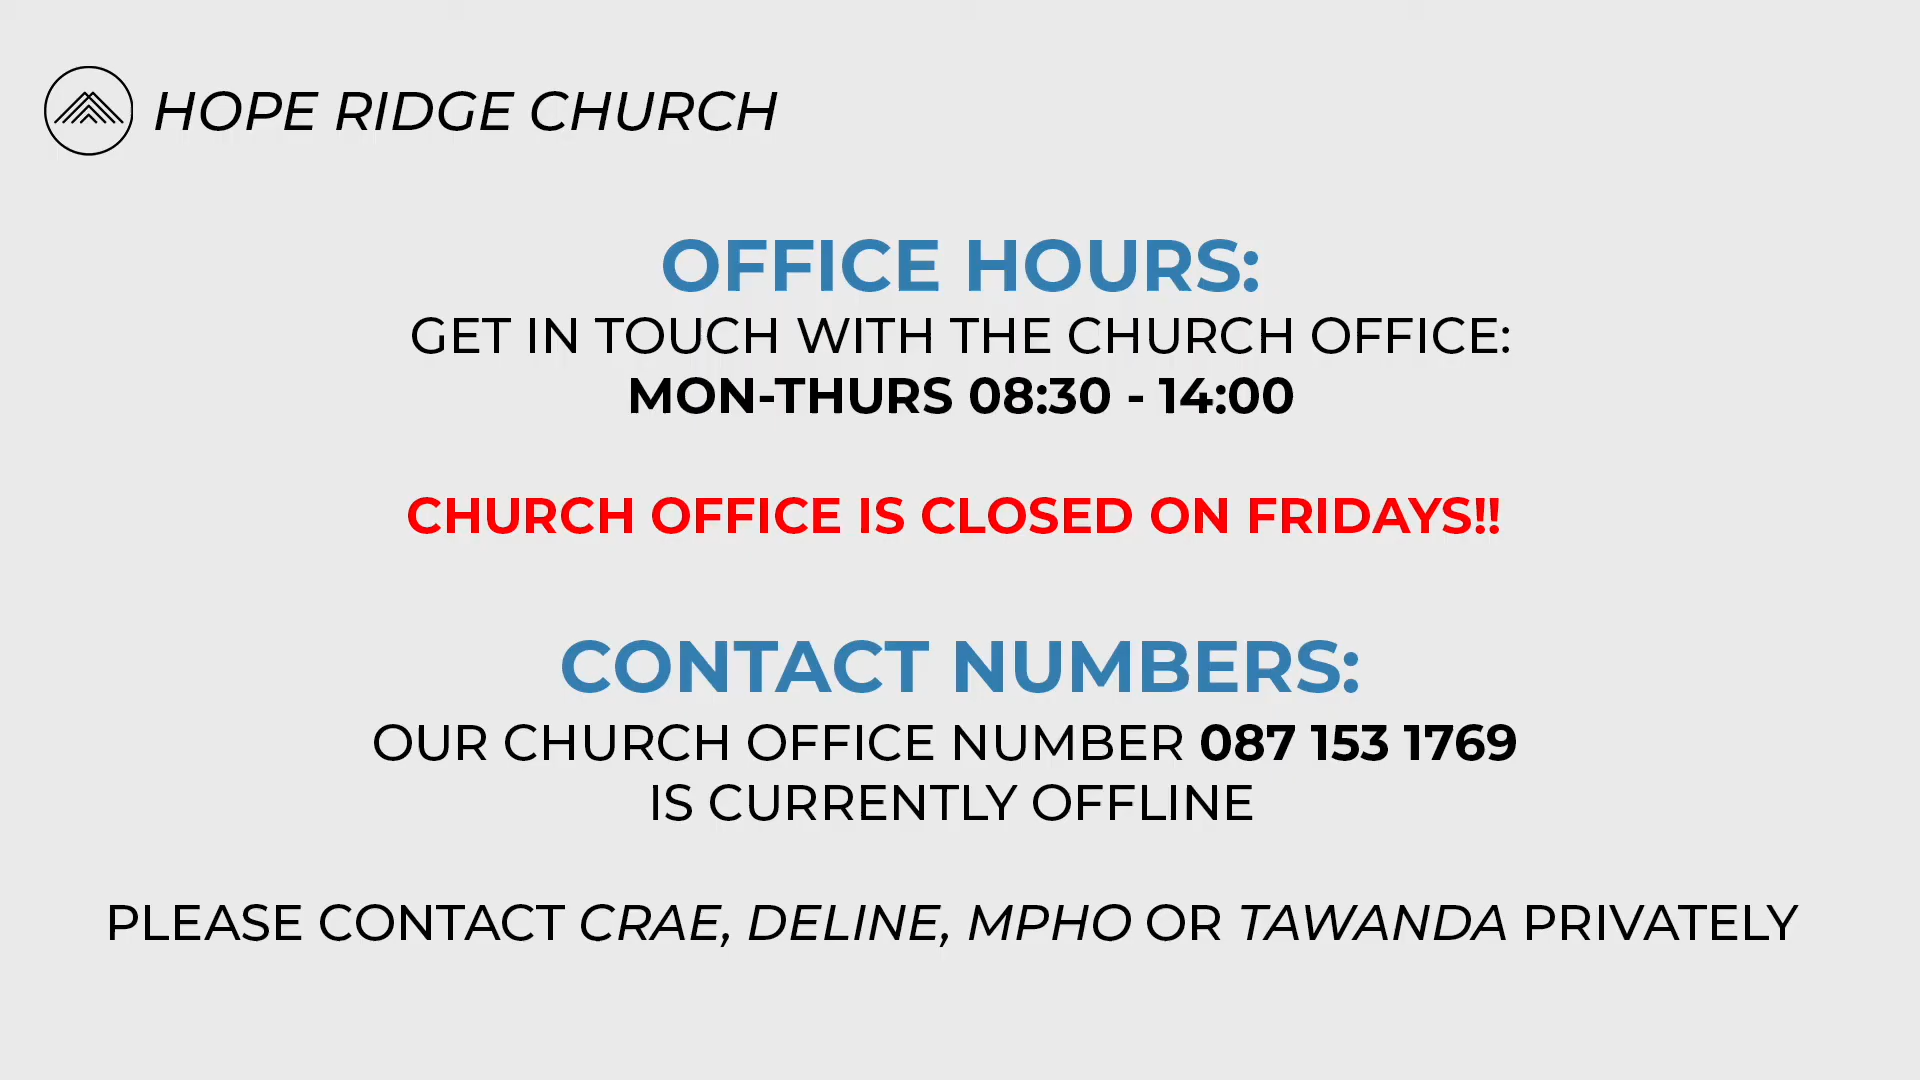 HOPE RIDGE CHURCH
OFFICE HOURS:
GET IN TOUCH WITH THE CHURCH OFFICE:
MON-THURS 08:30 - 14:00
CHURCH OFFICE IS CLOSED ON FRIDAYS!!
CONTACT NUMBERS:
OUR CHURCH OFFICE NUMBER 087 153 1769
IS CURRENTLY OFFLINE
PLEASE CONTACT CRAE, DELINE, MPHO OR TAWANDA PRIVATELY